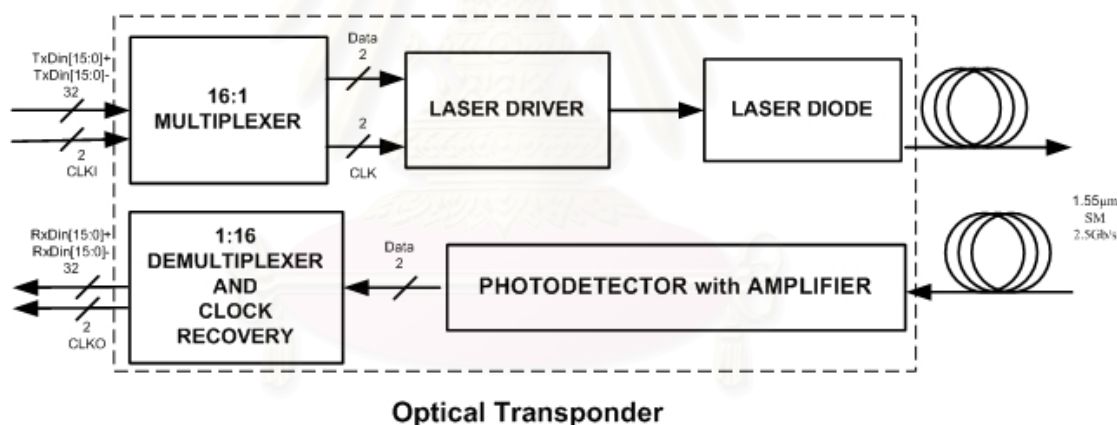 TxDin[15:0]+
TxDin[15:0]-
32
2
CLKI
16:1
MULTIPLEXER
Data
2
2
CLK
LASER DRIVER
LASER DIODE
RxDin[15:0]+
RxDin[15:0]-
32
2
CLKO
1:16
DEMULTIPLEXER
AND
CLOCK
RECOVERY
Data
2
PHOTODETECTOR with AMPLIFIER
1.55µm
SM
2.5Gb/s
Optical Transponder